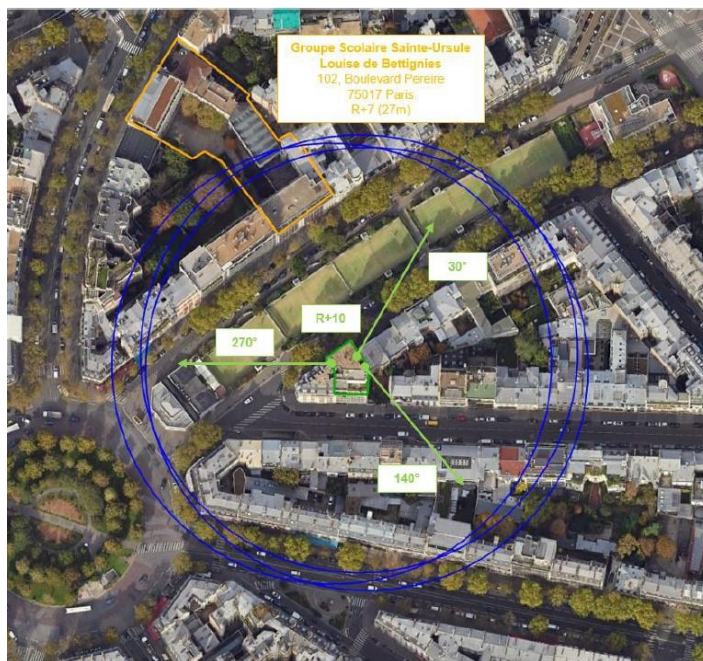 Groupe Scolaire Sainte-Ursule
Louise de Bettignies
102, Boulevard Pereire
75017 Paris
R+7 (27m)
30°
R+10
270°
140°